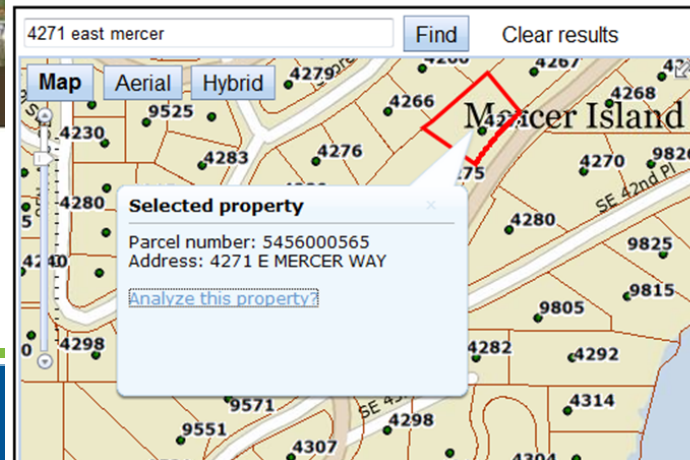 4271 east mercer
Find
Clear results
Map
Aerial
Hybrid
4279
4267
4268
4266
9525
Mercer Island
4230
4283
4276
4270
SE 42nd Pl
4280
4280
9825
4240
Selected property
Parcel number: 5456000565
Address: 4271 E MERCER WAY
Analyze this property?
9815
9805
4298
4282
4292
9571
4314
4298
9551
4307
4304